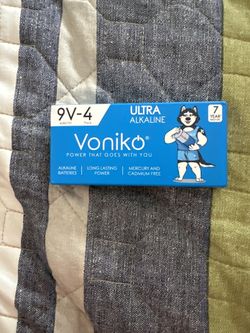 9V-4
ULTRA
ALKALINE
7
YEAR
Voniko®
POWER THAT GOES WITH YOU
ALKALINE
BATTERIES
LONG LASTING
POWER
MERCURY AND
CADMIUM FREE